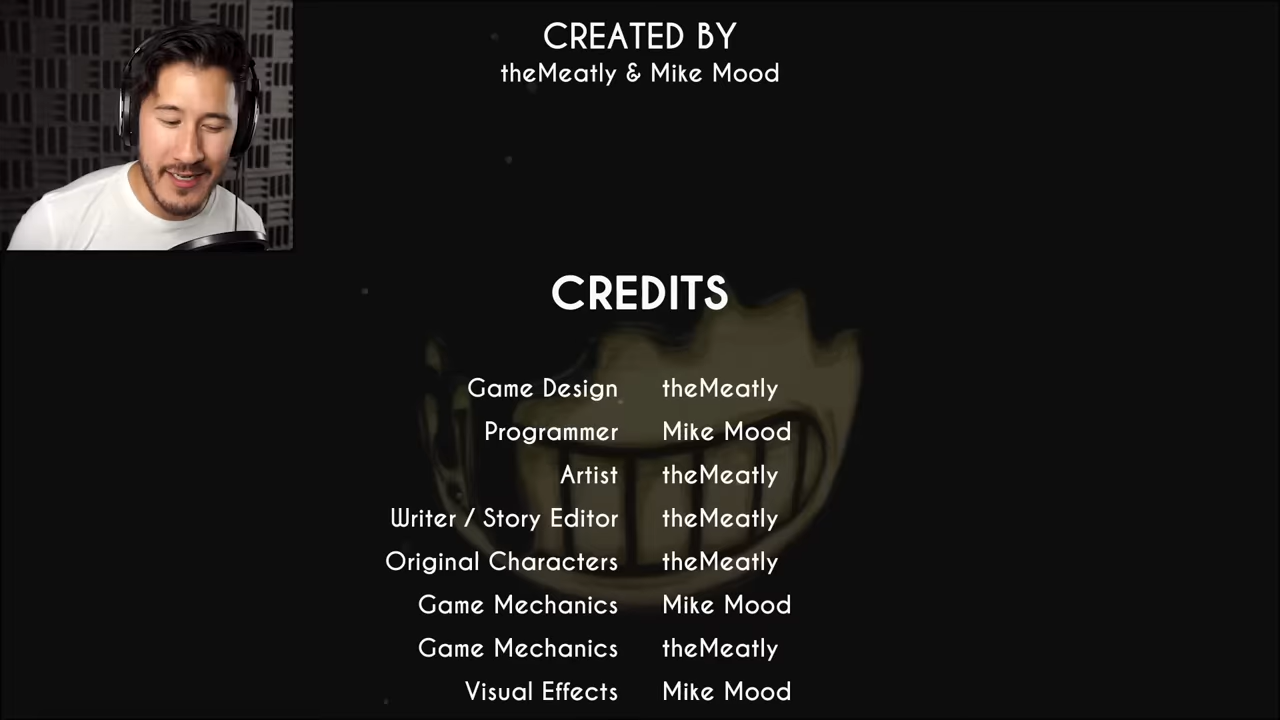 CREATED BY
theMeatly & Mike Mood
CREDITS
Game Design theMeatly
Programmer Mike Mood
Artist theMeatly
Writer / Story Editor theMeatly
Original Characters theMeatly
Game Mechanics Mike Mood
Game Mechanics theMeatly
Visual Effects Mike Mood